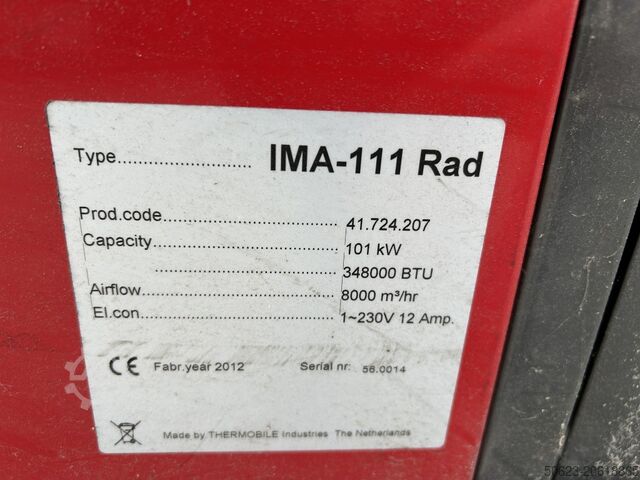 Type............................ IMA-111 Rad
Prod.code.............................. 41.724.207
Capacity............................... 101 kW
............................... 348000 BTU
Airflow................................ 8000 m³/hr
El.con................................. 1~230V 12 Amp.
CE Fabr.year 2012 Serial nr: 56.0014
Made by THERMOBILE Industries The Netherlands